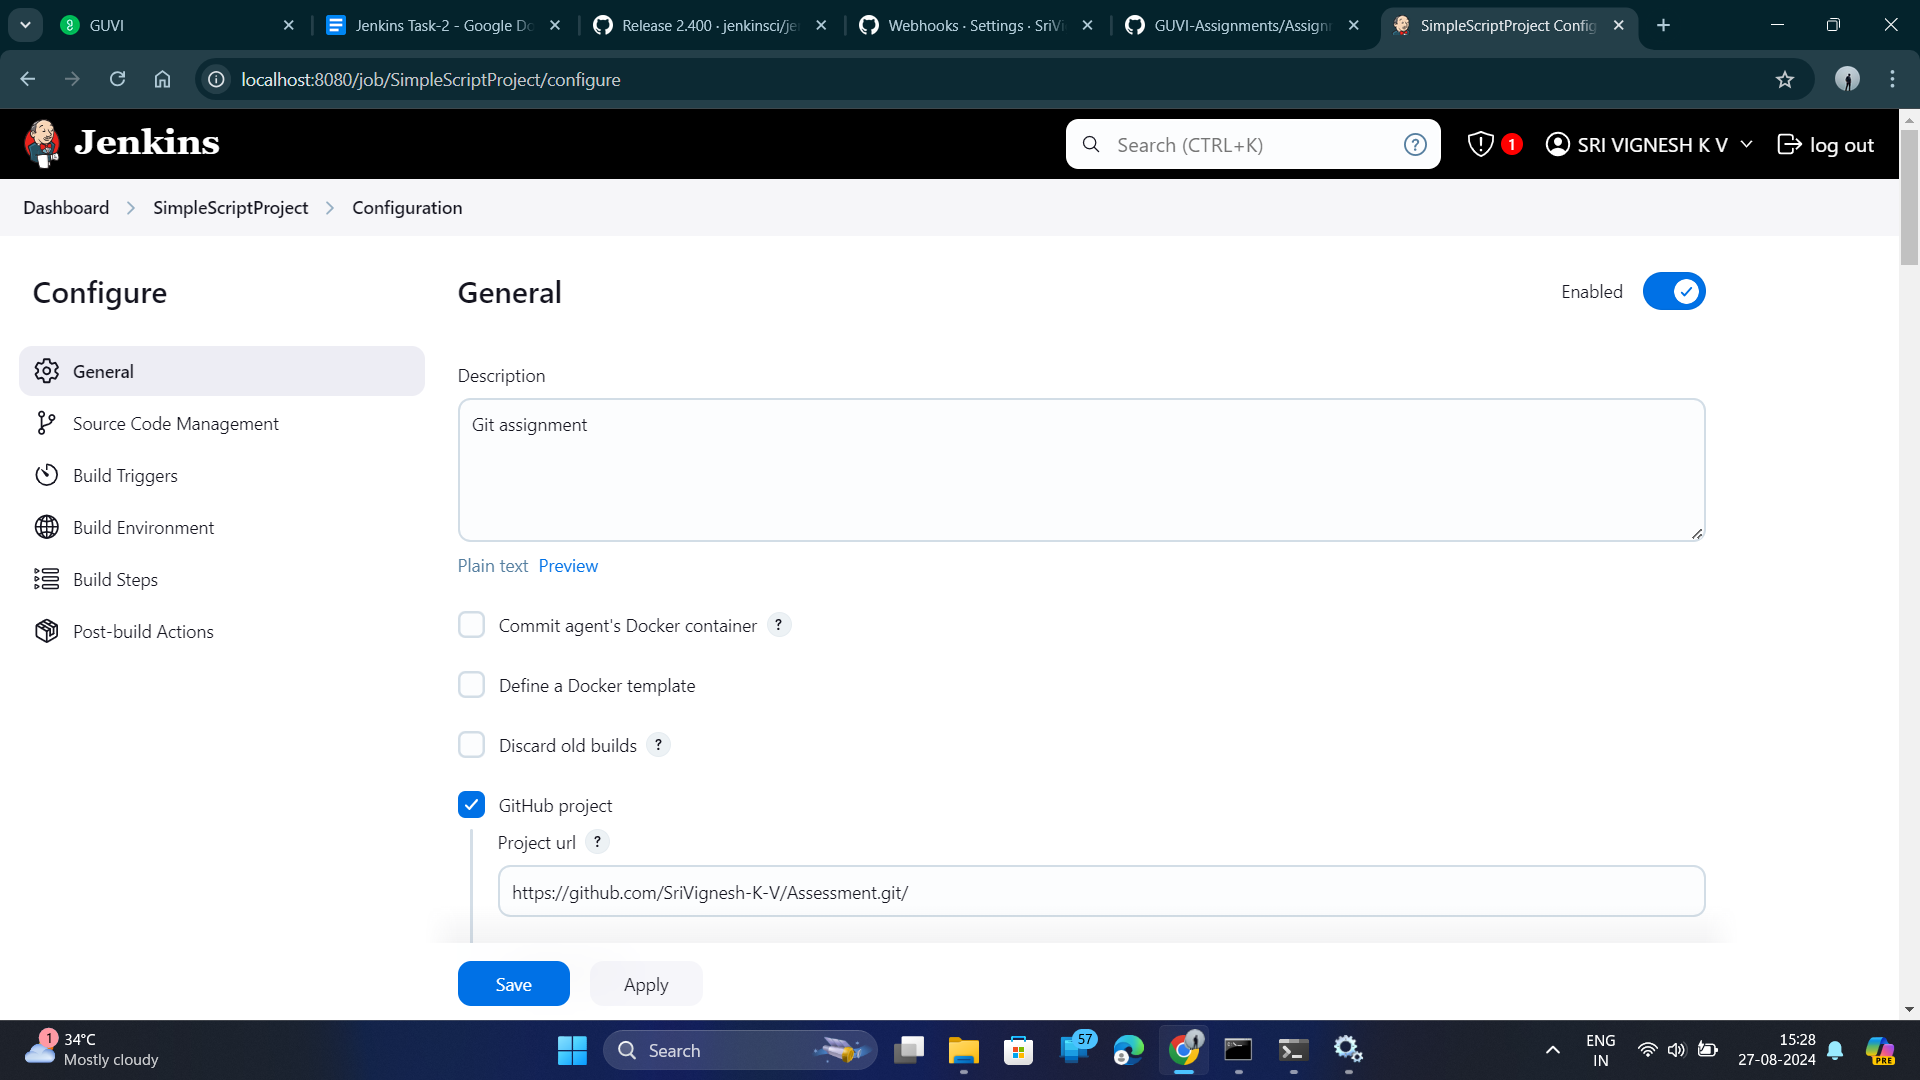 GUVI
Jenkins Task-2 - Google Do
Release 2.400 · jenkinsci/je
Webhooks · Settings · SriVi
GUVI-Assignments/Assignm
SimpleScriptProject Config
localhost:8080/job/SimpleScriptProject/configure
Jenkins
Search (CTRL+K)
?
1
SRI VIGNESH K V
log out
Dashboard
SimpleScriptProject
Configuration
Configure
General
Source Code Management
Build Triggers
Build Environment
Build Steps
Post-build Actions
General
Enabled
Description
Git assignment
Plain text Preview
Commit agent's Docker container ?
Define a Docker template
Discard old builds ?
GitHub project
Project url ?
https://github.com/SriVignesh-K-V/Assessment.git/
Save
Apply
1
34°C
Mostly cloudy
Search
57
ENG
IN
15:28
27-08-2024
PRE